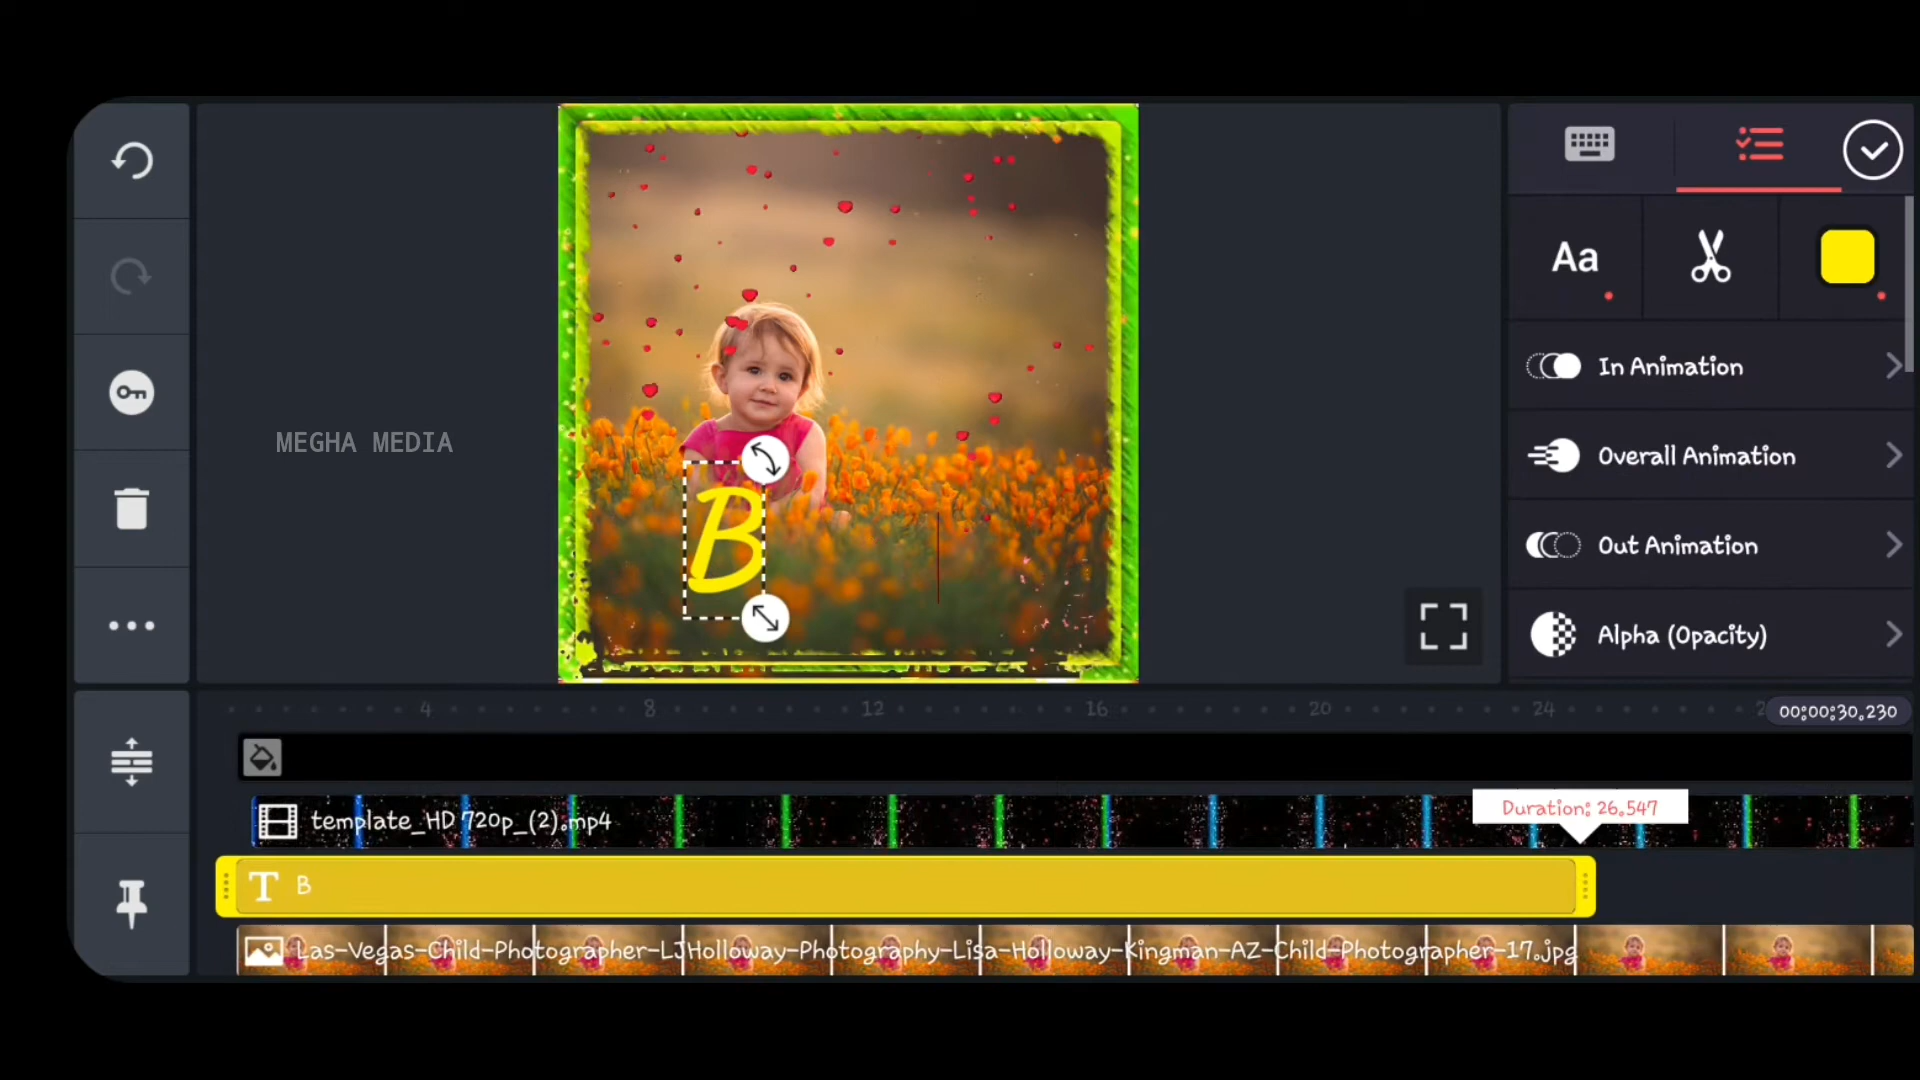 Aa
In Animation
Overall Animation
Out Animation
Alpha (Opacity)
MEGHA MEDIA
B
4 8 12 16 20 24 2
00:00:30.230
template_HD 720p_(2).mp4
Duration: 26.547
T B
Las-Vegas-Child-Photographer-LJHolloway-Photography-Lisa-Holloway-Kingman-AZ-Child-Photographer-17.jpg